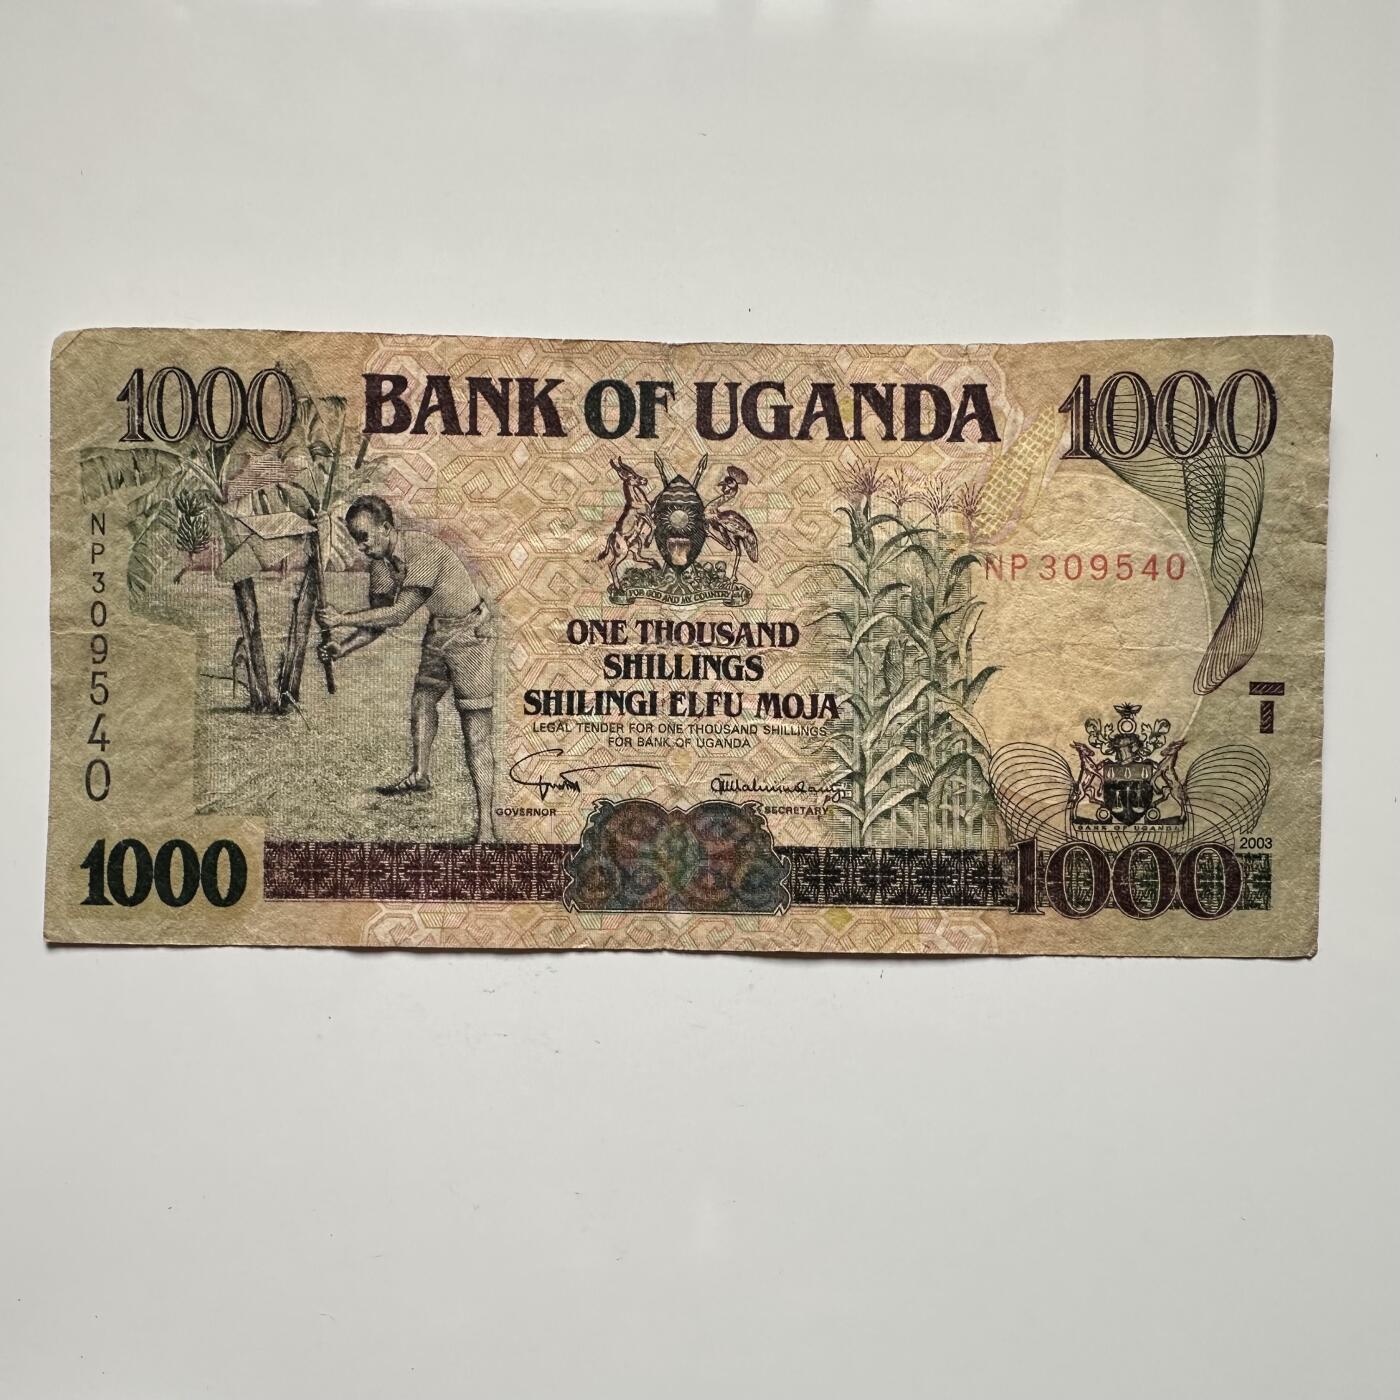 1000
BANK OF UGANDA
1000
NP309540
FOR GOD AND MY COUNTRY
NP309540
ONE THOUSAND
SHILLINGS
SHILINGI ELFU MOJA
LEGAL TENDER FOR ONE THOUSAND SHILLINGS
FOR BANK OF UGANDA
GOVERNOR
SECRETARY
BANK OF UGANDA
2003
1000
1000